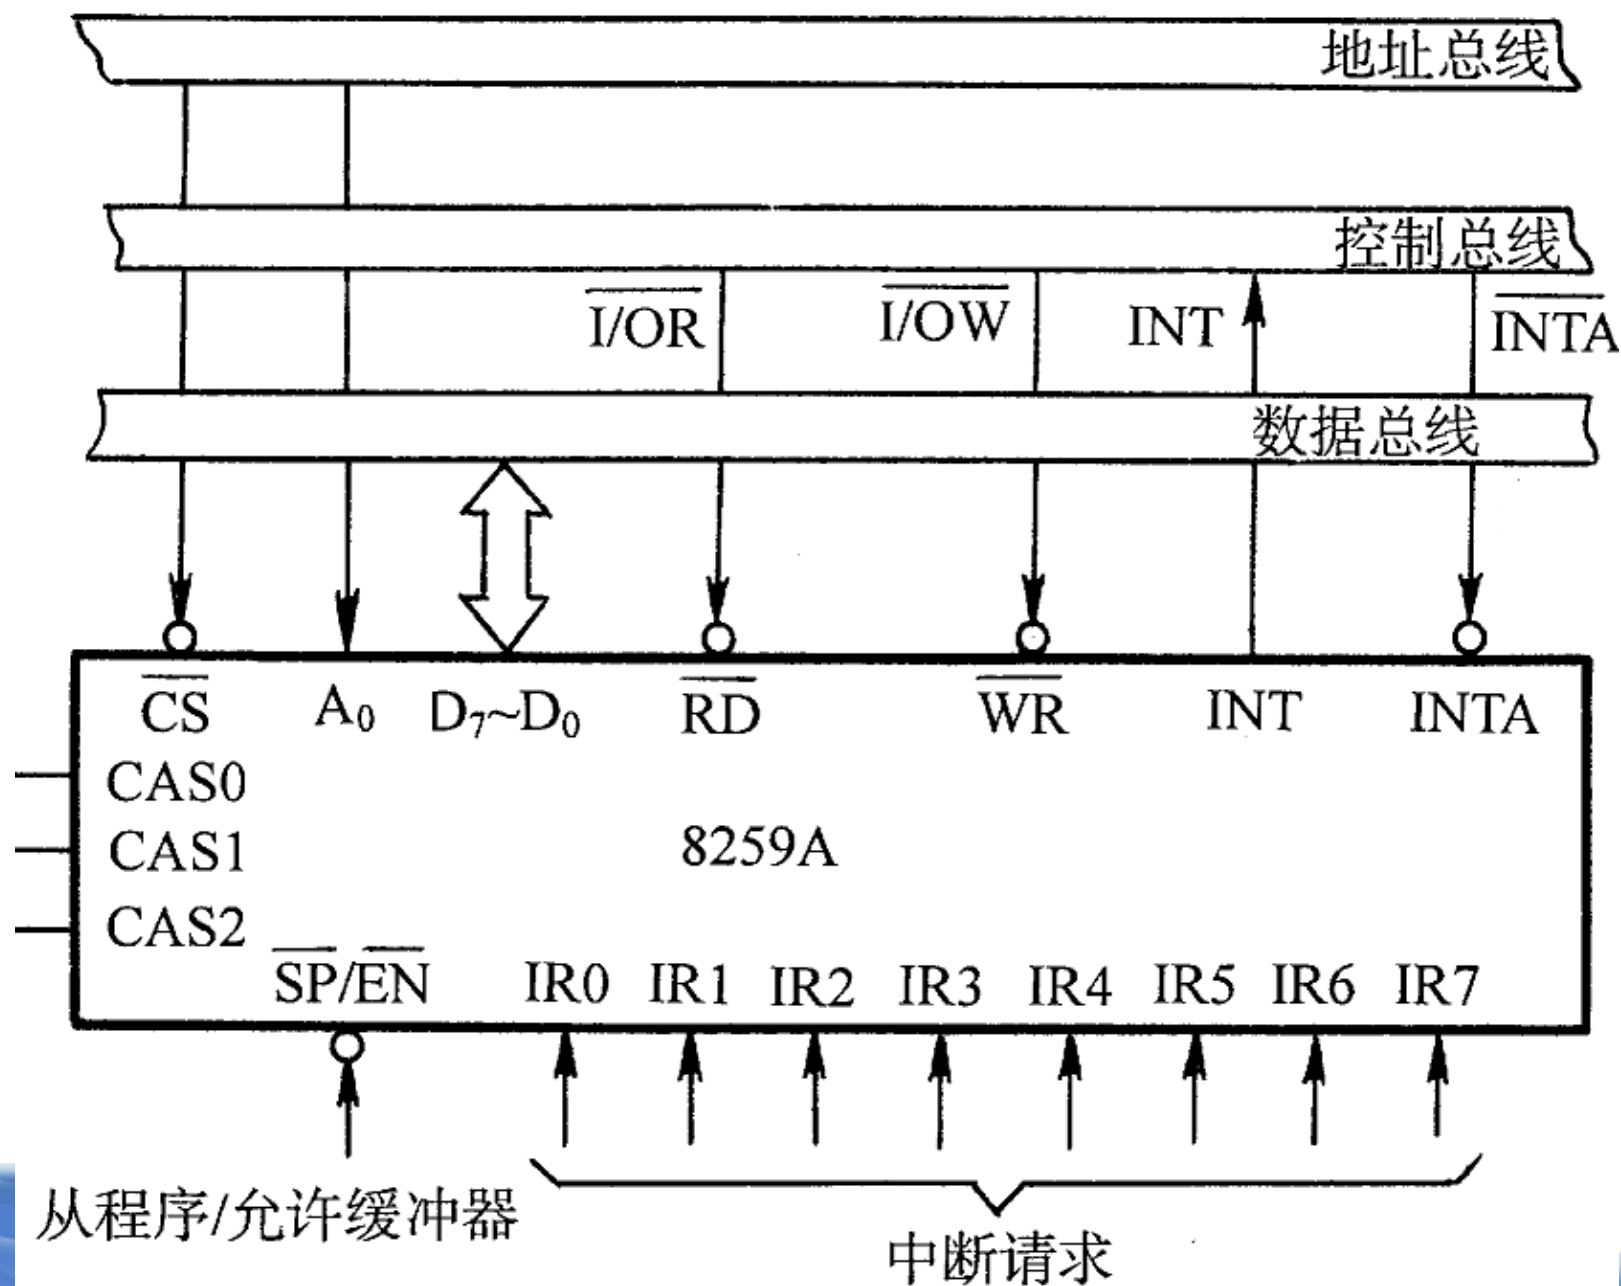 地址总线
控制总线
I/OR I/OW INT INTA
数据总线
CS A0 D7~D0 RD WR INT INTA
CAS0
CAS1
8259A
CAS2
SP/EN IR0 IR1 IR2 IR3 IR4 IR5 IR6 IR7
从程序/允许缓冲器
中断请求